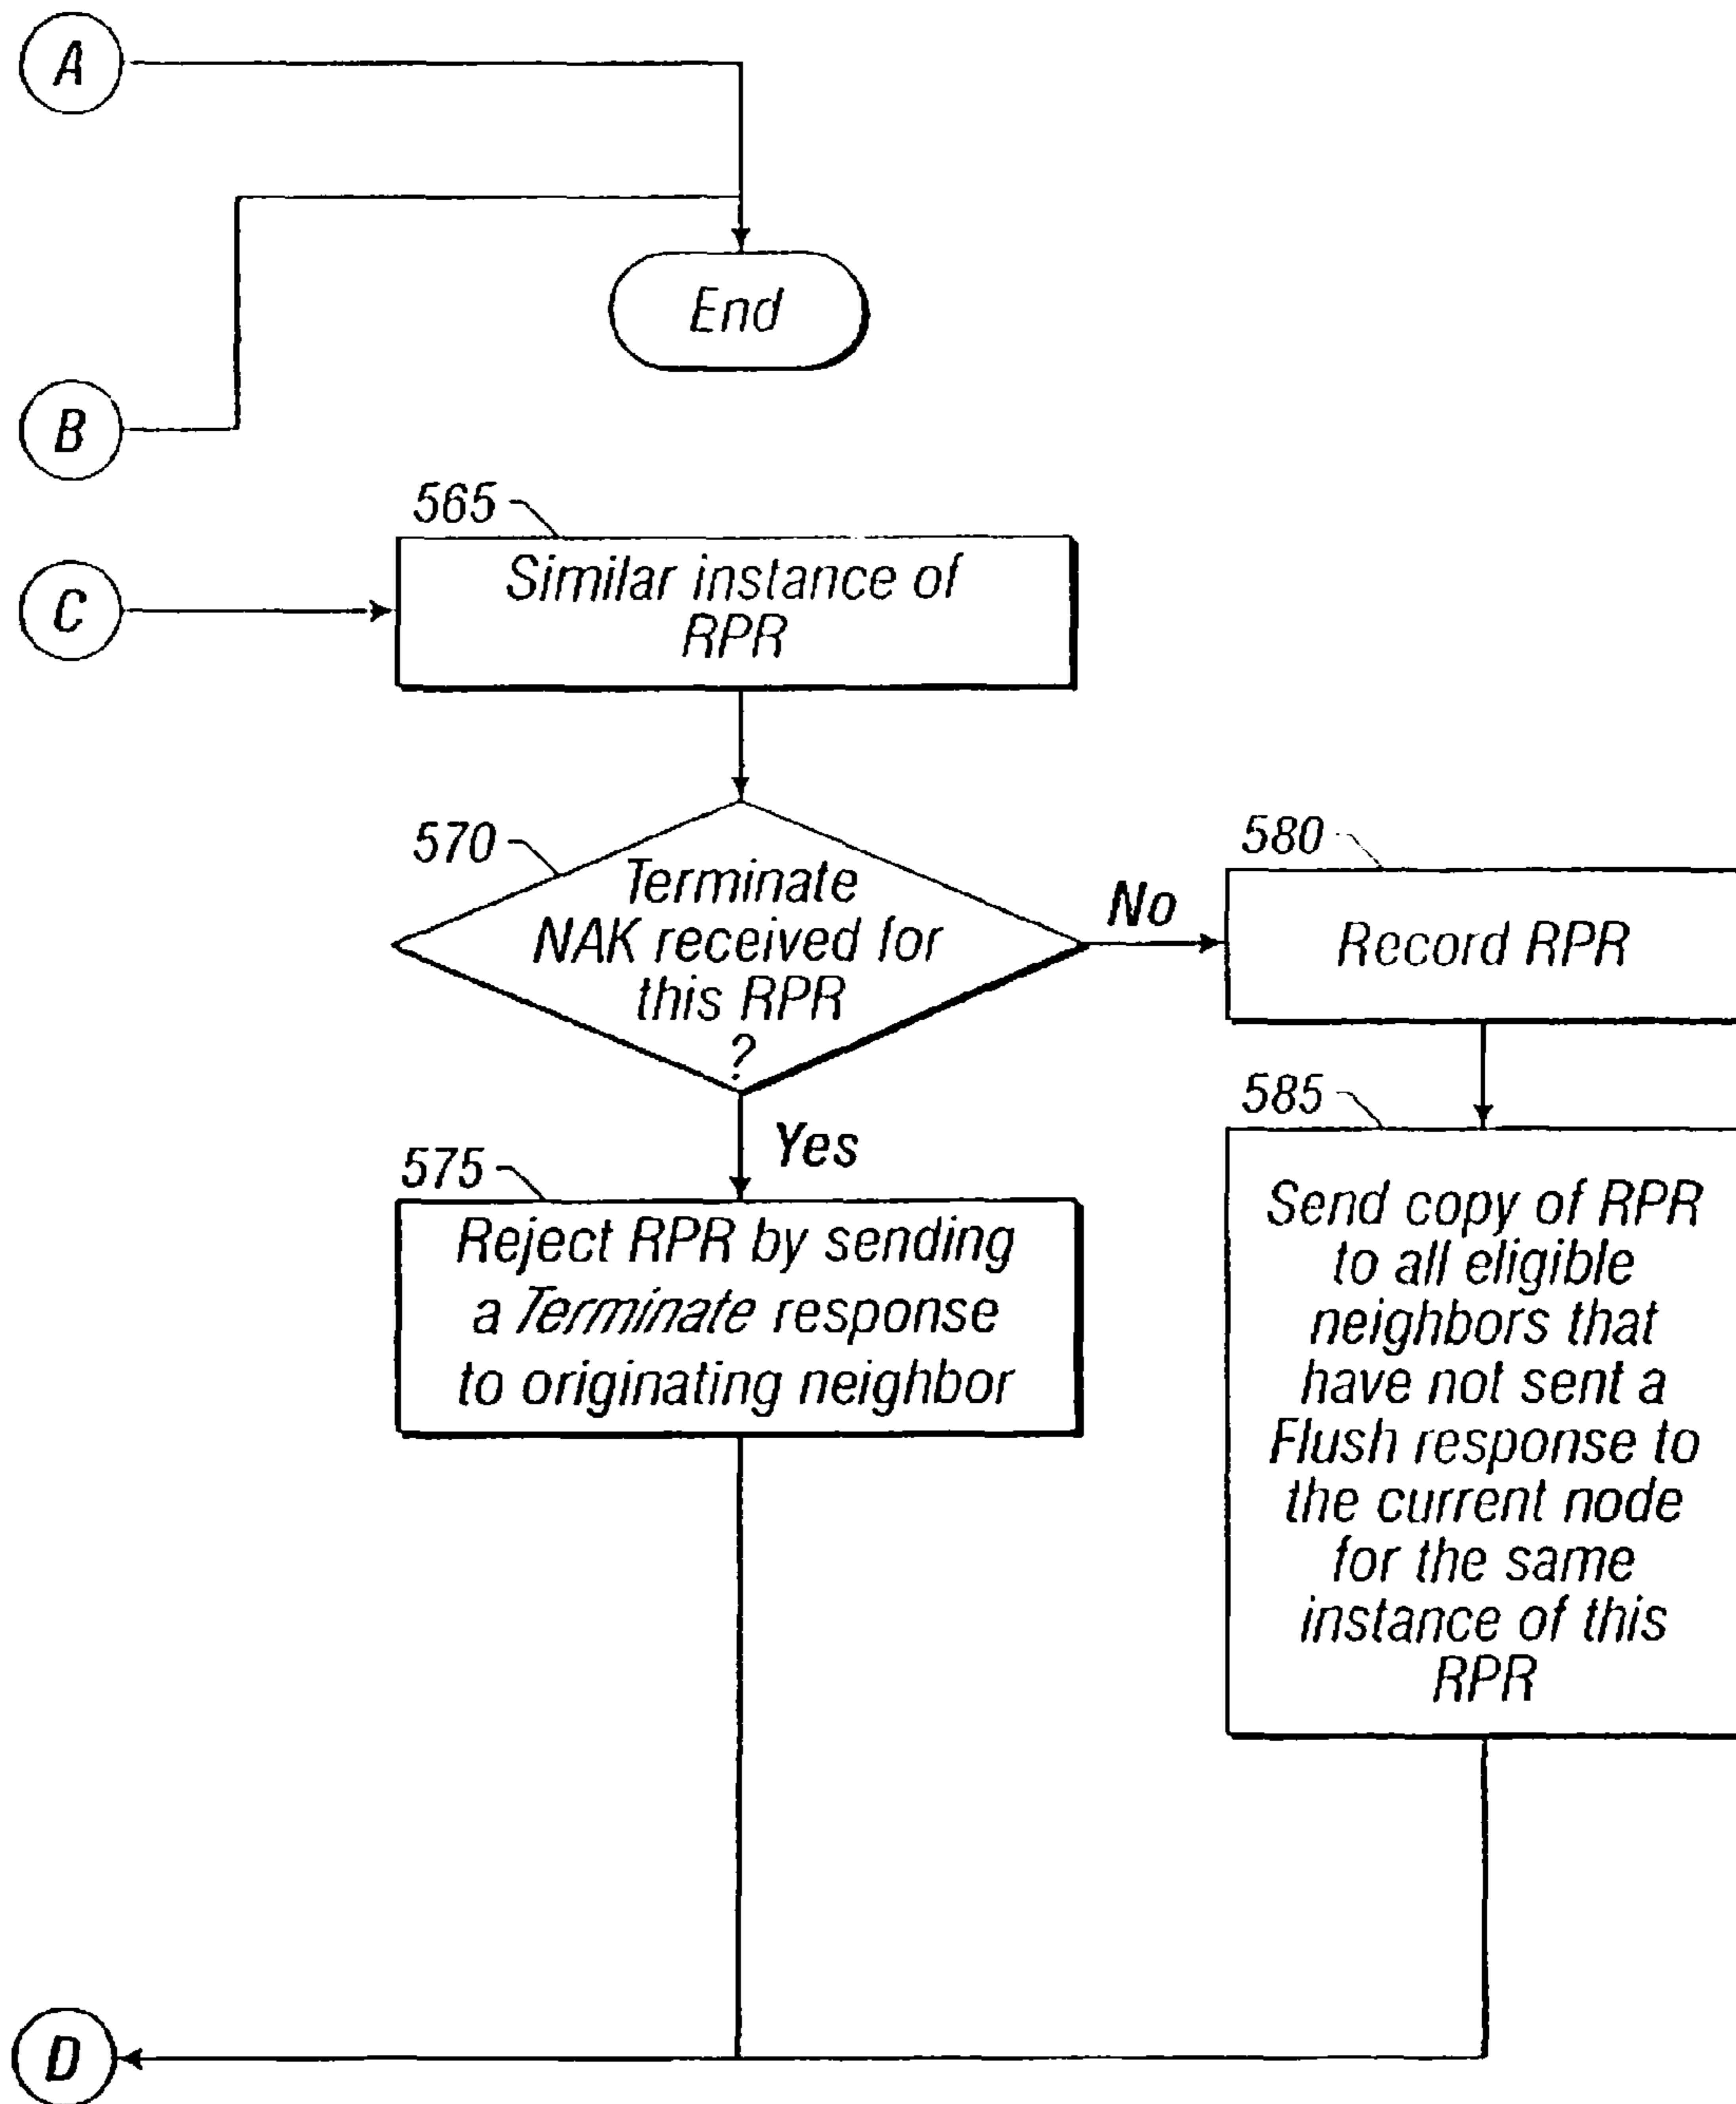 A
End
B
565
C
Similar instance of
RPR
570
Terminate
NAK received for
this RPR
?
No
580
Record RPR
Yes
575
Reject RPR by sending
a Terminate response
to originating neighbor
585
Send copy of RPR
to all eligible
neighbors that
have not sent a
Flush response to
the current node
for the same
instance of this
RPR
D